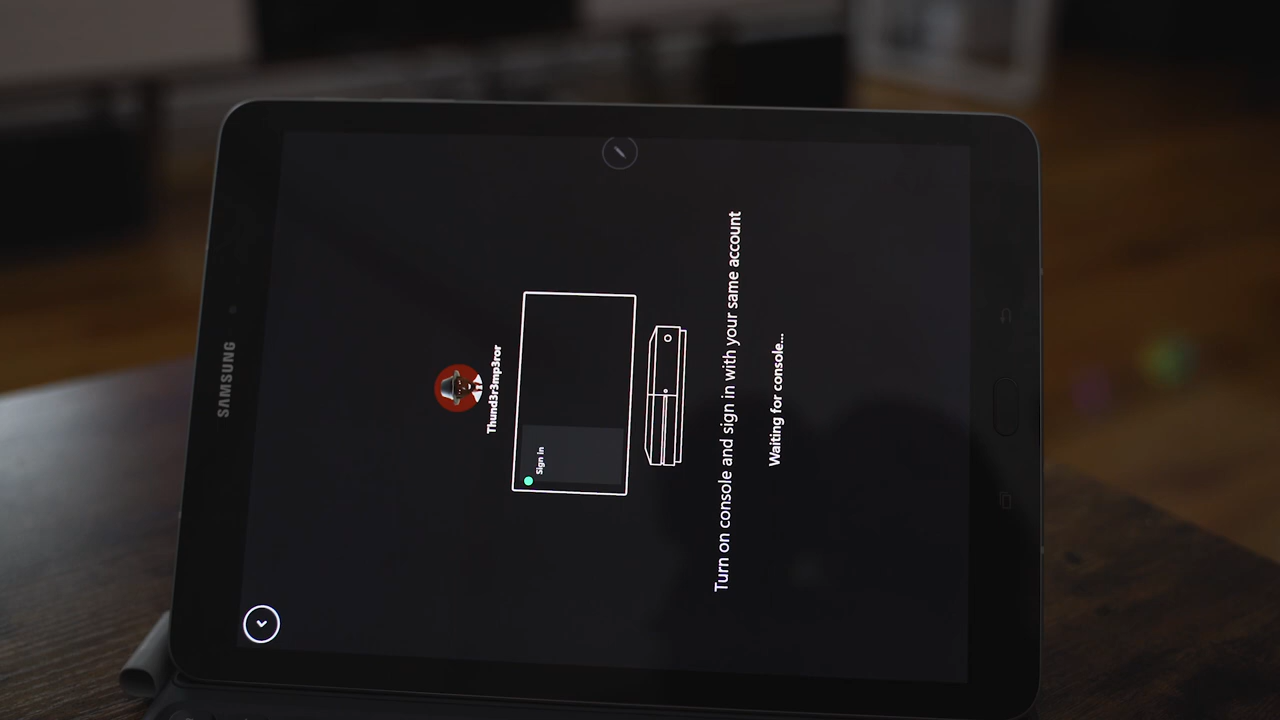 SAMSUNG
Thund3r3mp3ror
Sign In
Turn on console and sign in with your same account
Waiting for console...